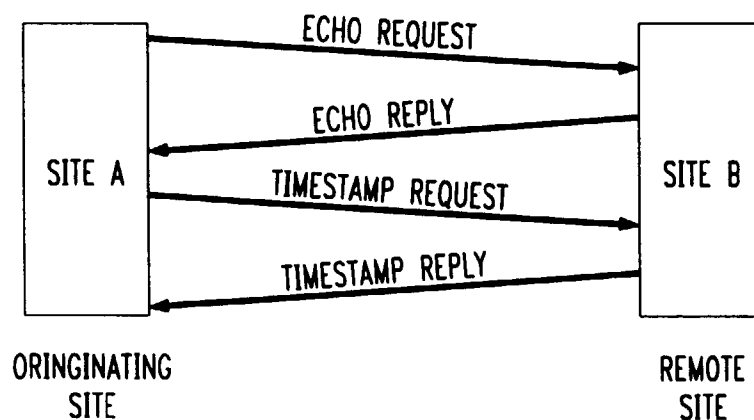 ECHO REQUEST
ECHO REPLY
SITE A
SITE B
TIMESTAMP REQUEST
TIMESTAMP REPLY
ORINGINATING
SITE
REMOTE
SITE